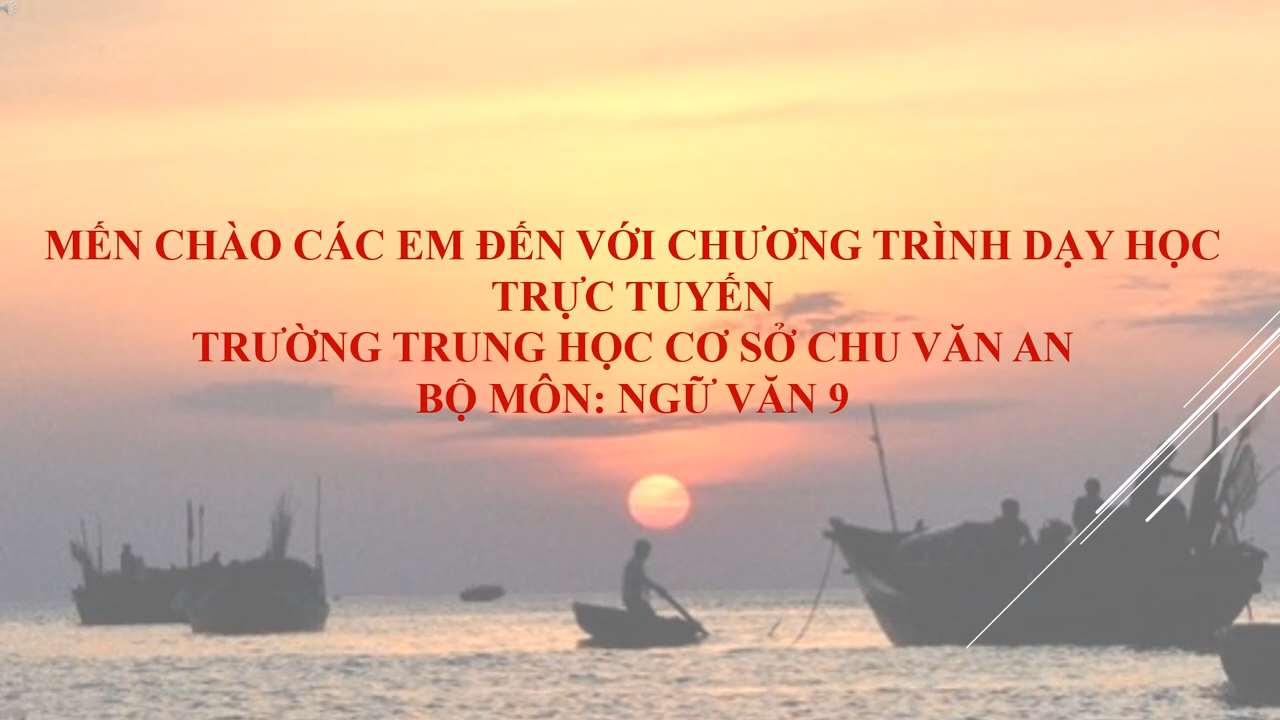 MẾN CHÀO CÁC EM ĐẾN VỚI CHƯƠNG TRÌNH DẠY HỌC
TRỰC TUYẾN
TRƯỜNG TRUNG HỌC CƠ SỞ CHU VĂN AN
BỘ MÔN: NGỮ VĂN 9